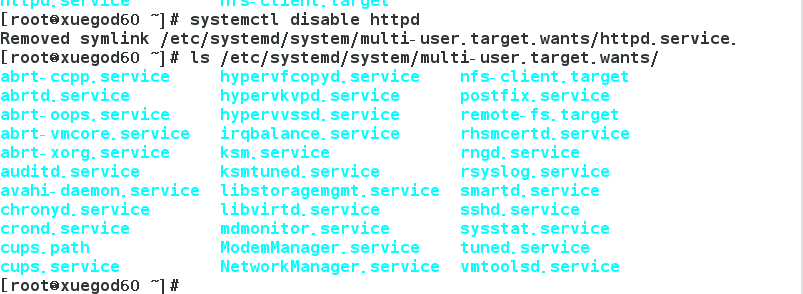 httpd.service         nfs-client.target
[root@xuegod60 ~]# systemctl disable httpd
Removed symlink /etc/systemd/system/multi-user.target.wants/httpd.service.
[root@xuegod60 ~]# ls /etc/systemd/system/multi-user.target.wants/
abrt-ccpp.service     hypervfcopyd.service    nfs-client.target
abrtd.service         hypervkvpd.service      postfix.service
abrt-oops.service     hypervvssd.service      remote-fs.target
abrt-vmcore.service   irqbalance.service      rhsmcertd.service
abrt-xorg.service     ksm.service             rngd.service
auditd.service        ksmtuned.service        rsyslog.service
avahi-daemon.service  libstoragemgmt.service  smartd.service
chronyd.service       libvirtd.service        sshd.service
crond.service         mdmonitor.service       sysstat.service
cups.path             ModemManager.service    tuned.service
cups.service          NetworkManager.service  vmtoolsd.service
[root@xuegod60 ~]#